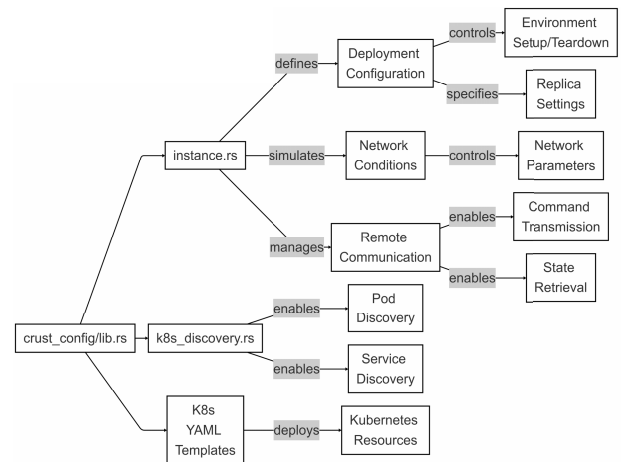 controls
Environment
Setup/Teardown
defines
Deployment
Configuration
specifies
Replica
Settings
instance.rs
simulates
Network
Conditions
controls
Network
Parameters
enables
Command
Transmission
manages
Remote
Communication
enables
State
Retrieval
enables
Pod
Discovery
crust_config/lib.rs
k8s_discovery.rs
enables
Service
Discovery
K8s
YAML
Templates
deploys
Kubernetes
Resources